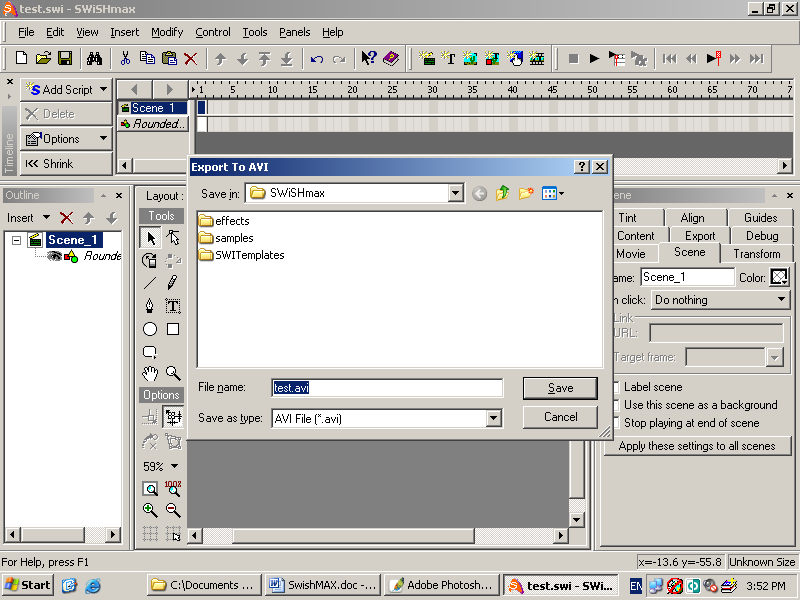 test.swi - SWiSHmax
File Edit View Insert Modify Control Tools Panels Help
Add Script
1 5 10 15 20 25 30 35 40 45 50 55 60 65 70 7
Delete
Scene_1
Rounded...
Options
Shrink
Timeline
Export To AVI
Save in: SWiSHmax
effects
samples
SWITemplates
File name: test.avi
Save
Save as type: AVI File (*.avi)
Cancel
Outline
Insert
Scene_1
Rounde
Layout:
Tools
Options
59%
100%
ene
Tint Align Guides
Content Export Debug
Movie Scene Transform
ame: Scene_1 Color:
n click: Do nothing
Link
URL:
Target frame:
Label scene
Use this scene as a background
Stop playing at end of scene
Apply these settings to all scenes
For Help, press F1
x=-13.6 y=-55.8 Unknown Size
Start C:\Documents ... SwishMAX.doc -... Adobe Photosh... test.swi - SWi... EN 3:52 PM